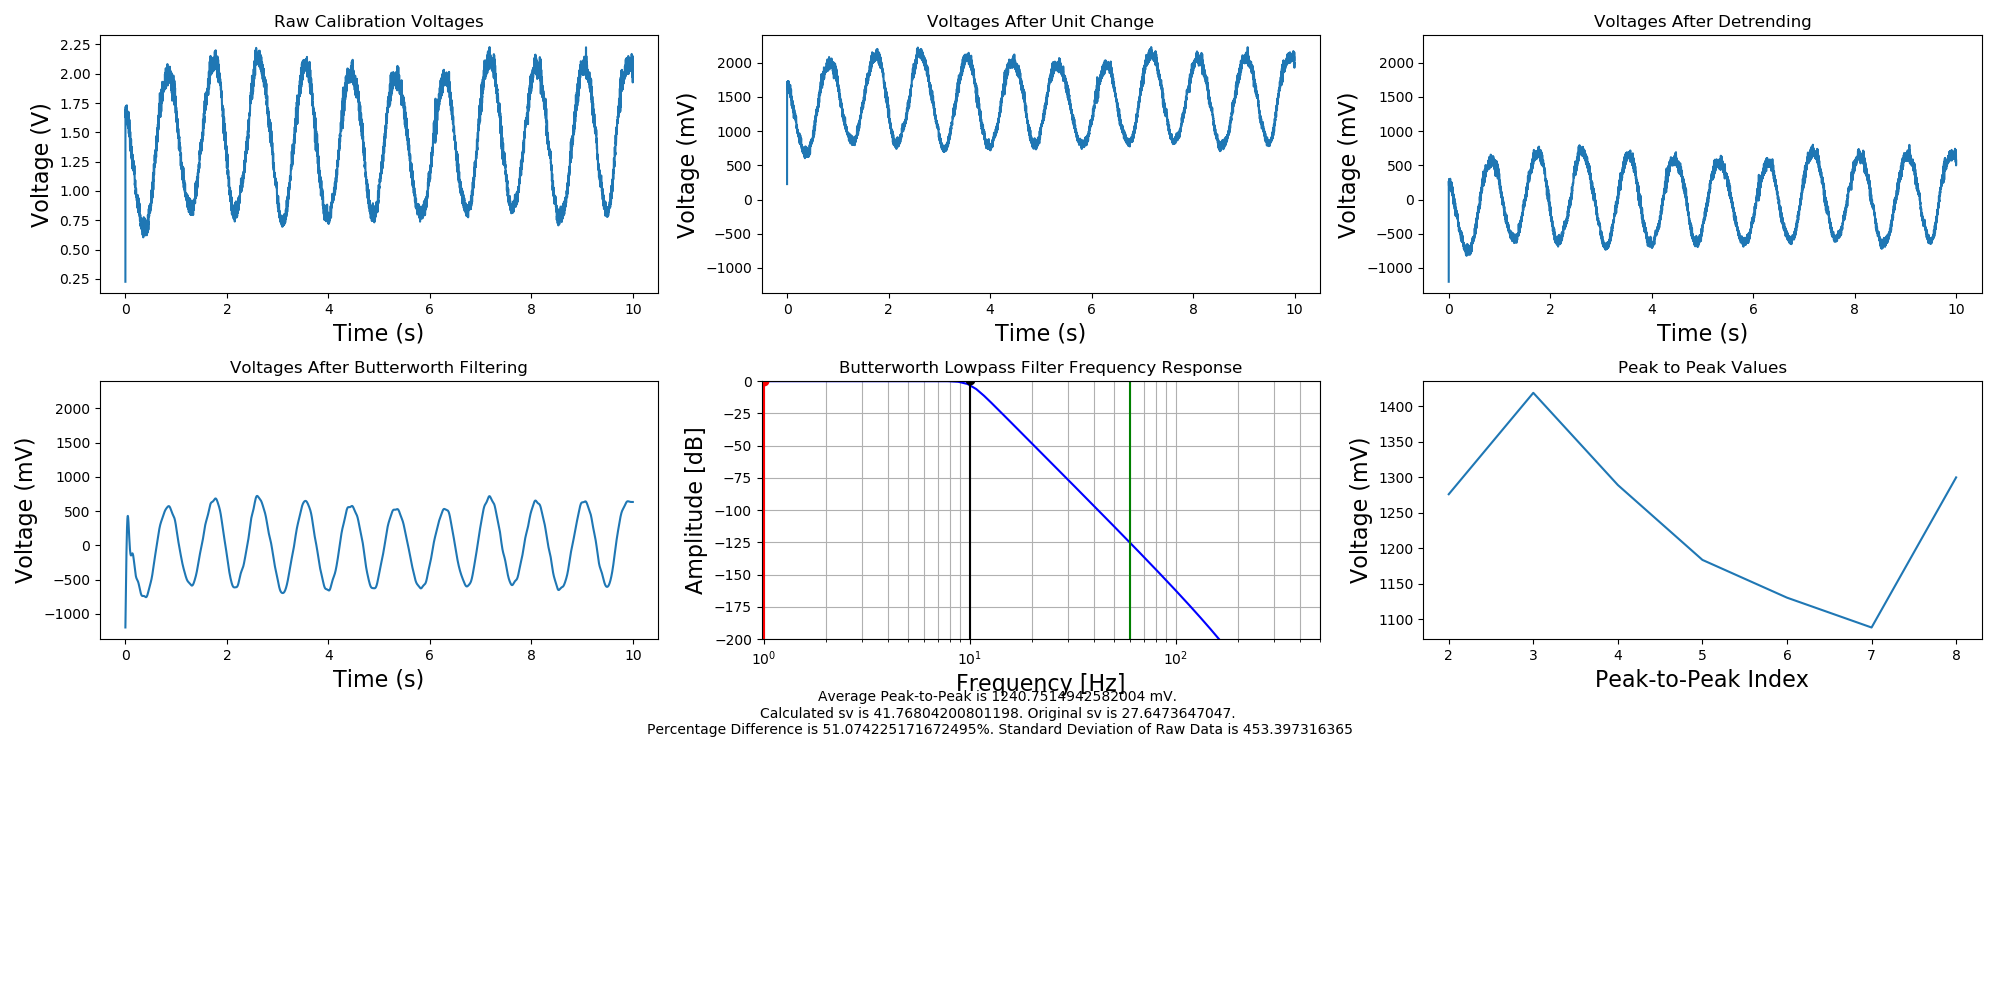 Raw Calibration Voltages
Voltage (V)
2.25
2.00
1.75
1.50
1.25
1.00
0.75
0.50
0.25
0 2 4 6 8 10
Time (s)
Voltages After Unit Change
Voltage (mV)
2000
1500
1000
500
0
−500
−1000
0 2 4 6 8 10
Time (s)
Voltages After Detrending
Voltage (mV)
2000
1500
1000
500
0
−500
−1000
0 2 4 6 8 10
Time (s)
Voltages After Butterworth Filtering
Voltage (mV)
2000
1500
1000
500
0
−500
−1000
0 2 4 6 8 10
Time (s)
Butterworth Lowpass Filter Frequency Response
Amplitude [dB]
0
−25
−50
−75
−100
−125
−150
−175
−200
10⁰ 10¹ 10²
Frequency [Hz]
Peak to Peak Values
Voltage (mV)
1400
1350
1300
1250
1200
1150
1100
2 3 4 5 6 7 8
Peak-to-Peak Index
Average Peak-to-Peak is 1240.7514942582004 mV.
Calculated sv is 41.76804200801198. Original sv is 27.6473647047.
Percentage Difference is 51.074225171672495%. Standard Deviation of Raw Data is 453.397316365